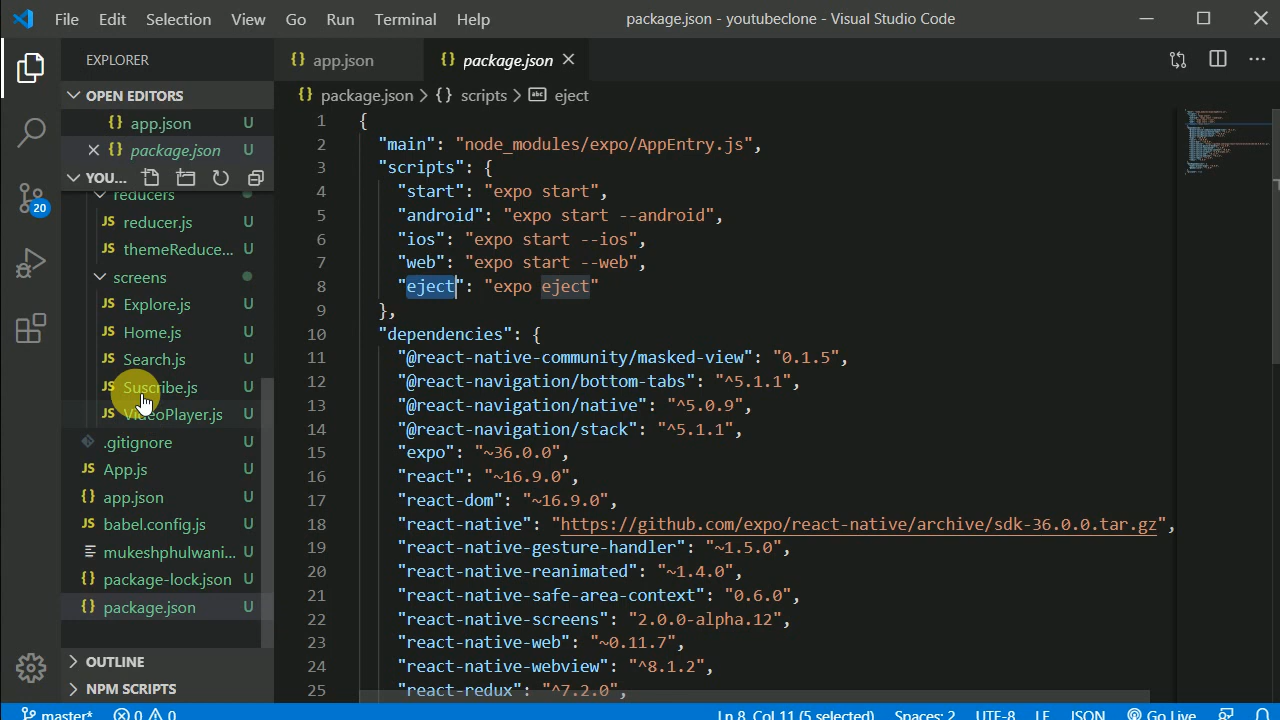 File Edit Selection View Go Run Terminal Help package.json - youtubeclone - Visual Studio Code
EXPLORER
OPEN EDITORS
{} app.json U
{} package.json U
YOU...
reducers
JS reducer.js U
JS themeReduce... U
screens
JS Explore.js U
JS Home.js U
JS Search.js U
JS Suscribe.js U
JS VideoPlayer.js U
.gitignore U
JS App.js U
{} app.json U
JS babel.config.js U
mukeshphulwani... U
{} package-lock.json U
{} package.json U
OUTLINE
NPM SCRIPTS
20
{} app.json {} package.json
{} package.json > {} scripts > abc eject
1 {
2 "main": "node_modules/expo/AppEntry.js",
3 "scripts": {
4 "start": "expo start",
5 "android": "expo start --android",
6 "ios": "expo start --ios",
7 "web": "expo start --web",
8 "eject": "expo eject"
9 },
10 "dependencies": {
11 "@react-native-community/masked-view": "0.1.5",
12 "@react-navigation/bottom-tabs": "^5.1.1",
13 "@react-navigation/native": "^5.0.9",
14 "@react-navigation/stack": "^5.1.1",
15 "expo": "~36.0.0",
16 "react": "~16.9.0",
17 "react-dom": "~16.9.0",
18 "react-native": "https://github.com/expo/react-native/archive/sdk-36.0.0.tar.gz",
19 "react-native-gesture-handler": "~1.5.0",
20 "react-native-reanimated": "~1.4.0",
21 "react-native-safe-area-context": "0.6.0",
22 "react-native-screens": "2.0.0-alpha.12",
23 "react-native-web": "~0.11.7",
24 "react-native-webview": "^8.1.2",
25 "react-redux": "^7.2.0",
master* 0 0 Ln 8, Col 11 (5 selected) Spaces: 2 UTF-8 LF JSON Go Live